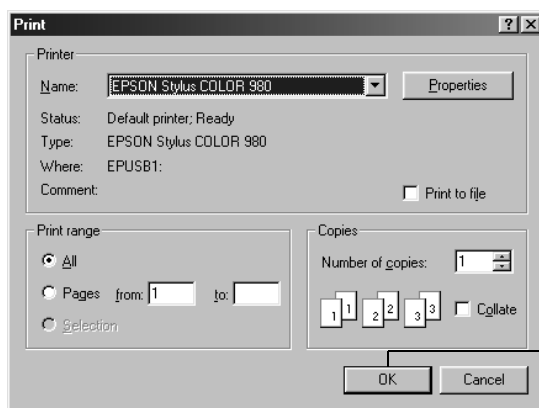 Print
Printer
Name: EPSON Stylus COLOR 980 Properties
Status: Default printer; Ready
Type: EPSON Stylus COLOR 980
Where: EPUSB1:
Comment: Print to file
Print range
All
Pages from: 1 to:
Selection
Copies
Number of copies: 1
1 1 2 2 3 3 Collate
OK Cancel